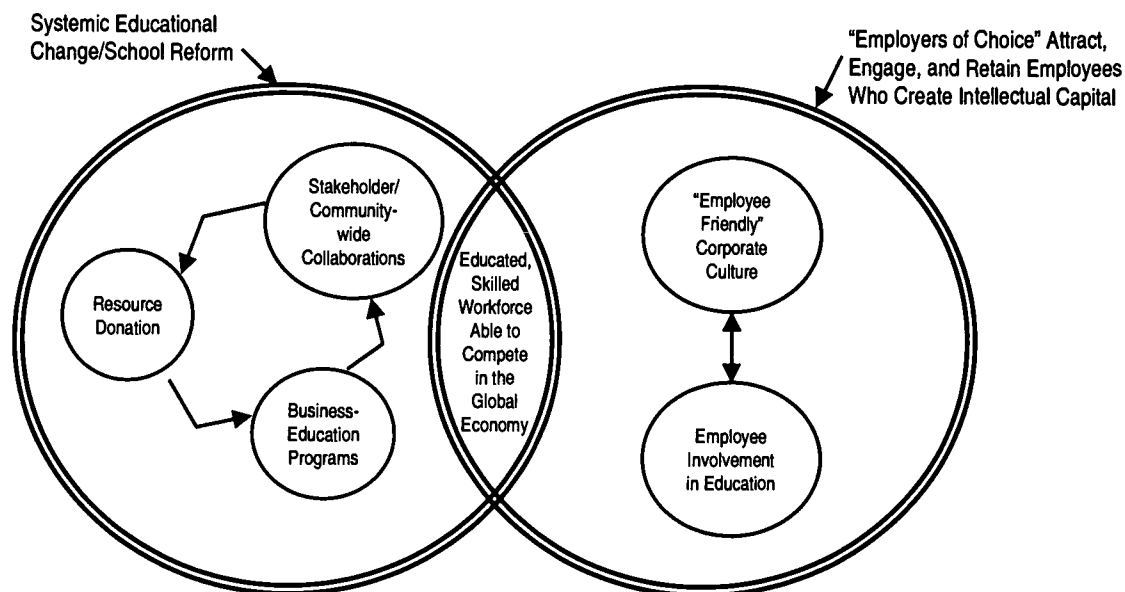 Systemic Educational
Change/School Reform
"Employers of Choice" Attract,
Engage, and Retain Employees
Who Create Intellectual Capital
Stakeholder/
Community-
wide
Collaborations
Resource
Donation
Business-
Education
Programs
Educated,
Skilled
Workforce
Able to
Compete
in the
Global
Economy
"Employee
Friendly"
Corporate
Culture
Employee
Involvement
in Education